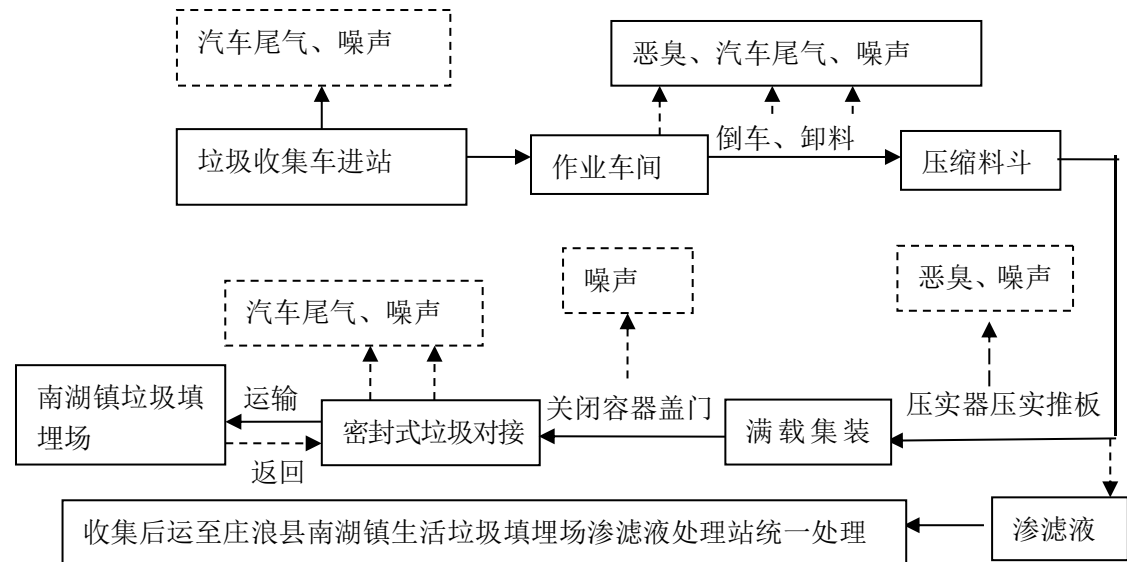 汽车尾气、噪声
恶臭、汽车尾气、噪声
垃圾收集车进站
作业车间
倒车、卸料
压缩料斗
汽车尾气、噪声
噪声
恶臭、噪声
南湖镇垃圾填
埋场
运输
返回
密封式垃圾对接
关闭容器盖门
满载集装
压实器压实推板
收集后运至庄浪县南湖镇生活垃圾填埋场渗滤液处理站统一处理
渗滤液